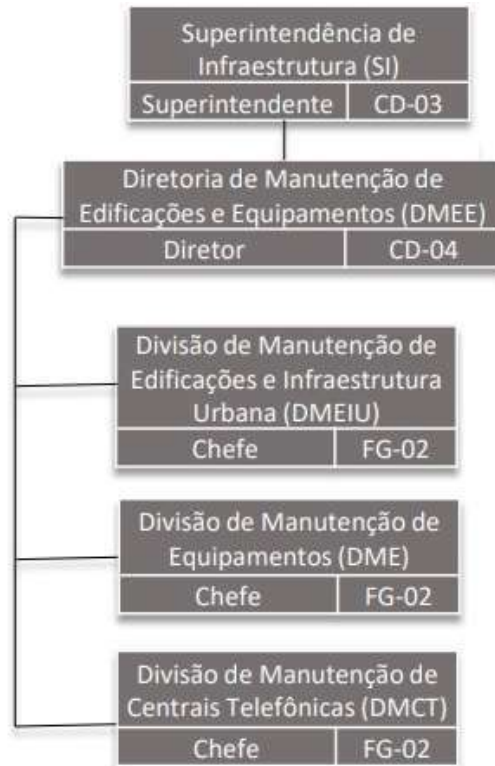 Superintendência de
Infraestrutura (SI)
Superintendente CD-03
Diretoria de Manutenção de
Edificações e Equipamentos (DMEE)
Diretor CD-04
Divisão de Manutenção de
Edificações e Infraestrutura
Urbana (DMEIU)
Chefe FG-02
Divisão de Manutenção de
Equipamentos (DME)
Chefe FG-02
Divisão de Manutenção de
Centrais Telefônicas (DMCT)
Chefe FG-02